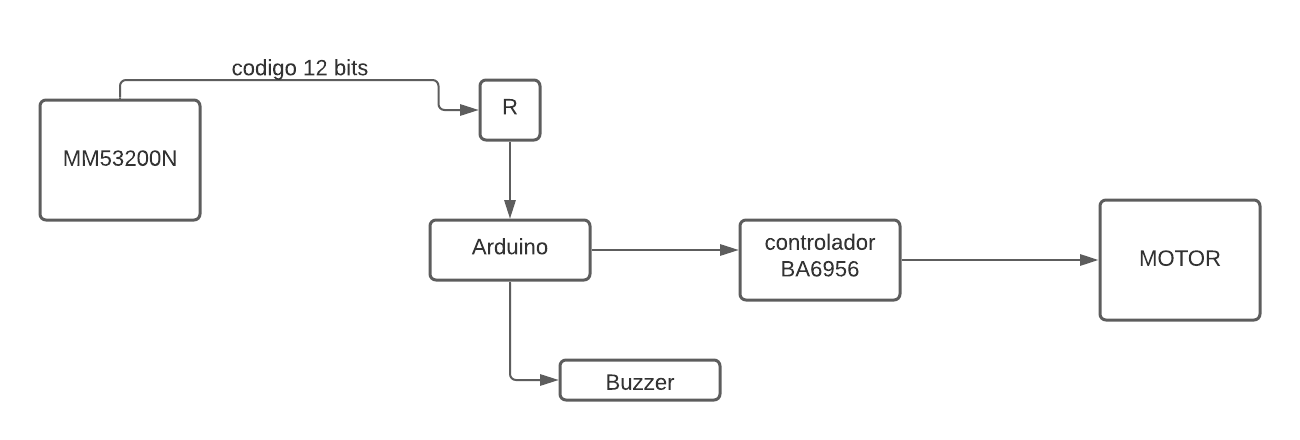 codigo 12 bits
R
MM53200N
Arduino
controlador
BA6956
MOTOR
Buzzer